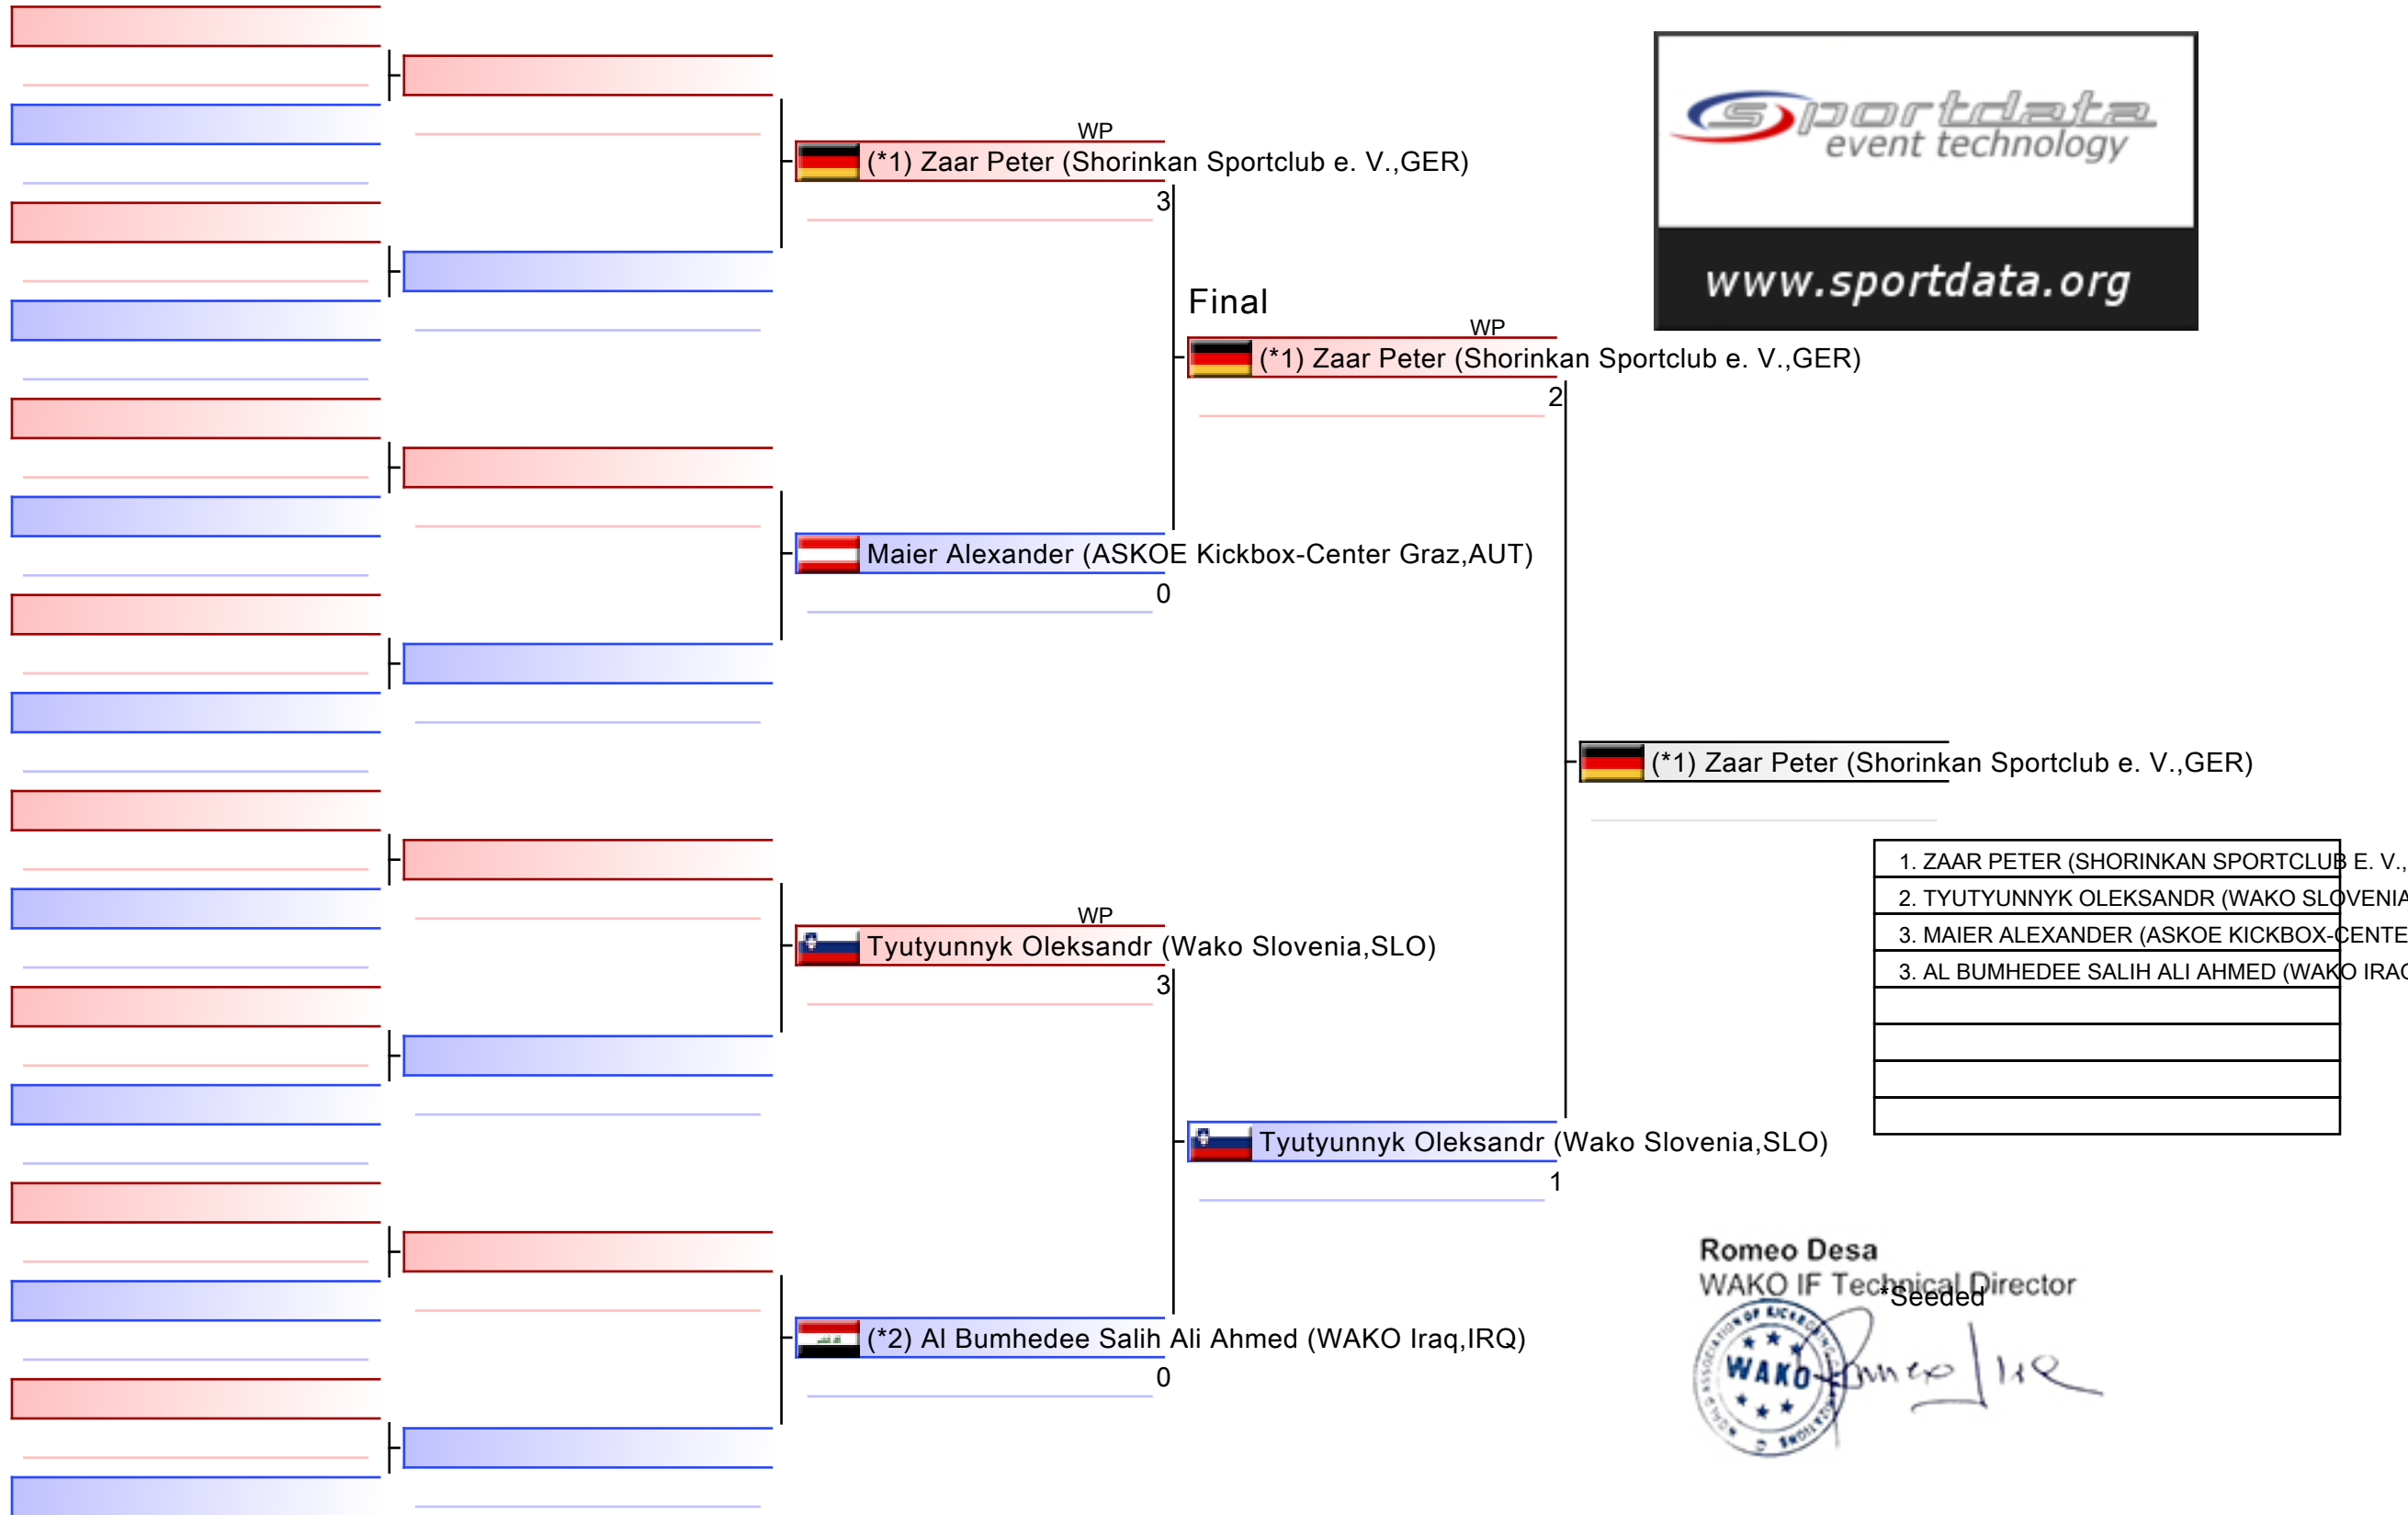 sportdata
event technology
www.sportdata.org
WP
(*1) Zaar Peter (Shorinkan Sportclub e. V.,GER)
3
Final
WP
(*1) Zaar Peter (Shorinkan Sportclub e. V.,GER)
2
Maier Alexander (ASKOE Kickbox-Center Graz,AUT)
0
(*1) Zaar Peter (Shorinkan Sportclub e. V.,GER)
1. ZAAR PETER (SHORINKAN SPORTCLUB E. V.,
2. TYUTYUNNYK OLEKSANDR (WAKO SLOVENIA
3. MAIER ALEXANDER (ASKOE KICKBOX-CENTE
3. AL BUMHEDEE SALIH ALI AHMED (WAKO IRAQ
WP
Tyutyunnyk Oleksandr (Wako Slovenia,SLO)
3
Tyutyunnyk Oleksandr (Wako Slovenia,SLO)
1
(*2) Al Bumhedee Salih Ali Ahmed (WAKO Iraq,IRQ)
0
Romeo Desa
WAKO IF Technical Director
*Seeded
WAKO